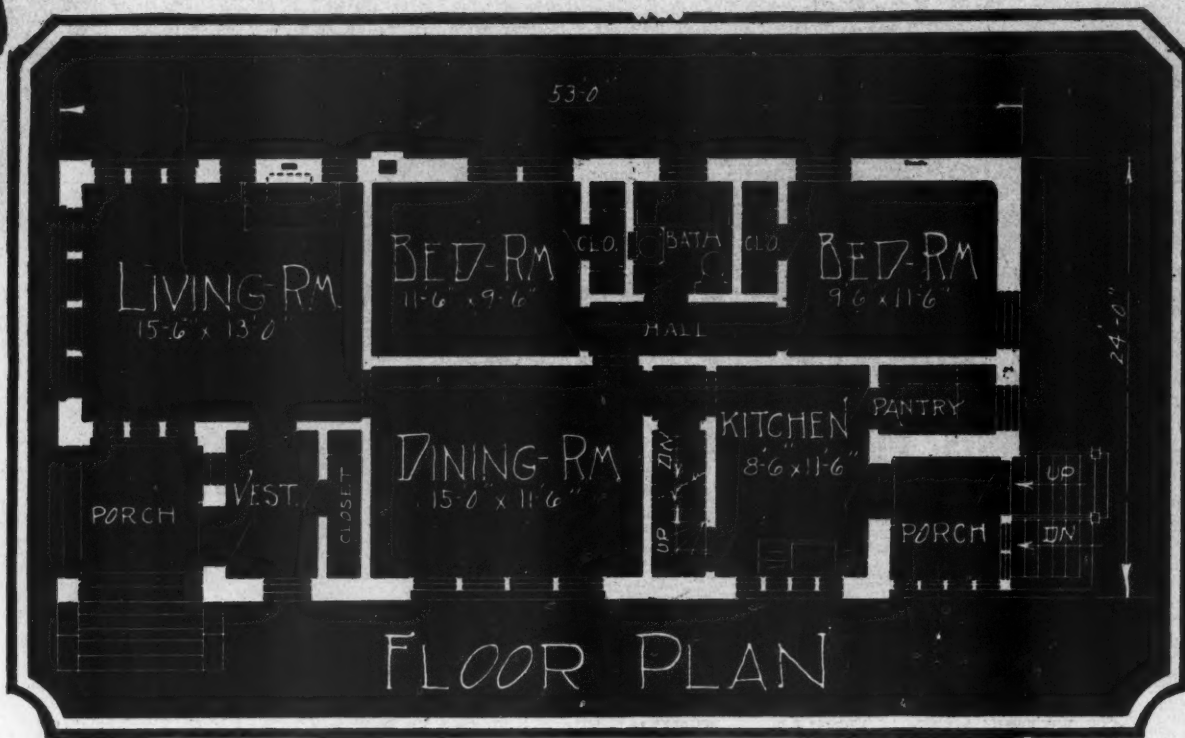 53'-0"
BED-RM
11'-6" x 9'-6"
CLO.
BATH
CLO.
BED-RM
9'-6" x 11'-6"
LIVING-RM
15'-6" x 13'-0"
HALL
24'-0"
DINING-RM
15'-0" x 11'-6"
KITCHEN
8'-6" x 11'-6"
PANTRY
PORCH
VEST.
CLOSET
DN
UP
PORCH
UP
DN
FLOOR PLAN